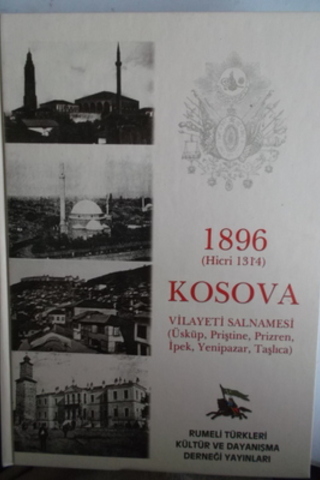 1896
(Hicri 1314)
KOSOVA
VİLAYETİ SALNAMESİ
(Üsküp, Priştine, Prizren,
İpek, Yenipazar, Taşlıca)
RUMELİ TÜRKLERİ
KÜLTÜR VE DAYANIŞMA
DERNEĞİ YAYINLARI